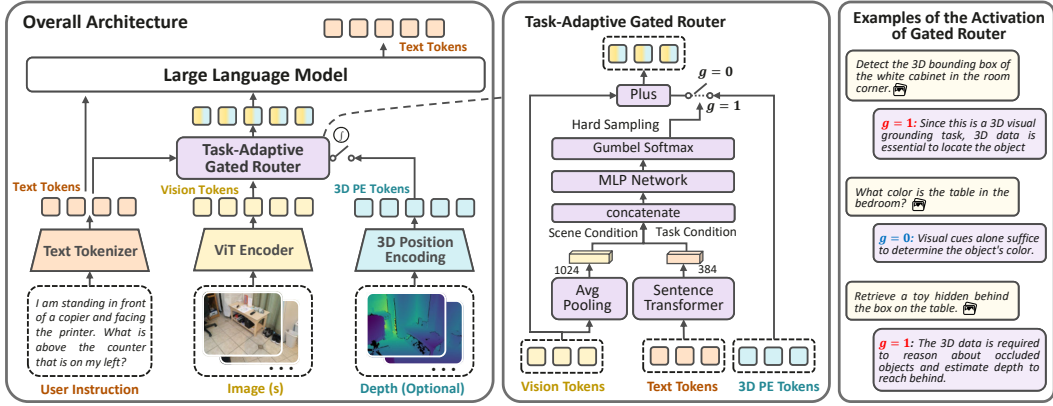 Overall Architecture
Text Tokens
Large Language Model
Task-Adaptive
Gated Router
Text Tokens
Vision Tokens
3D PE Tokens
Text Tokenizer
ViT Encoder
3D Position
Encoding
I am standing in front
of a copier and facing
the printer. What is
above the counter
that is on my left?
User Instruction
Image (s)
Depth (Optional)
Task-Adaptive Gated Router
g = 0
Plus
g = 1
Hard Sampling
Gumbel Softmax
MLP Network
concatenate
Scene Condition
Task Condition
1024
384
Avg
Pooling
Sentence
Transformer
Vision Tokens
Text Tokens
3D PE Tokens
Examples of the Activation
of Gated Router
Detect the 3D bounding box of
the white cabinet in the room
corner.
g = 1: Since this is a 3D visual
grounding task, 3D data is
essential to locate the object
What color is the table in the
bedroom?
g = 0: Visual cues alone suffice
to determine the object's color.
Retrieve a toy hidden behind
the box on the table.
g = 1: The 3D data is required
to reason about occluded
objects and estimate depth to
reach behind.